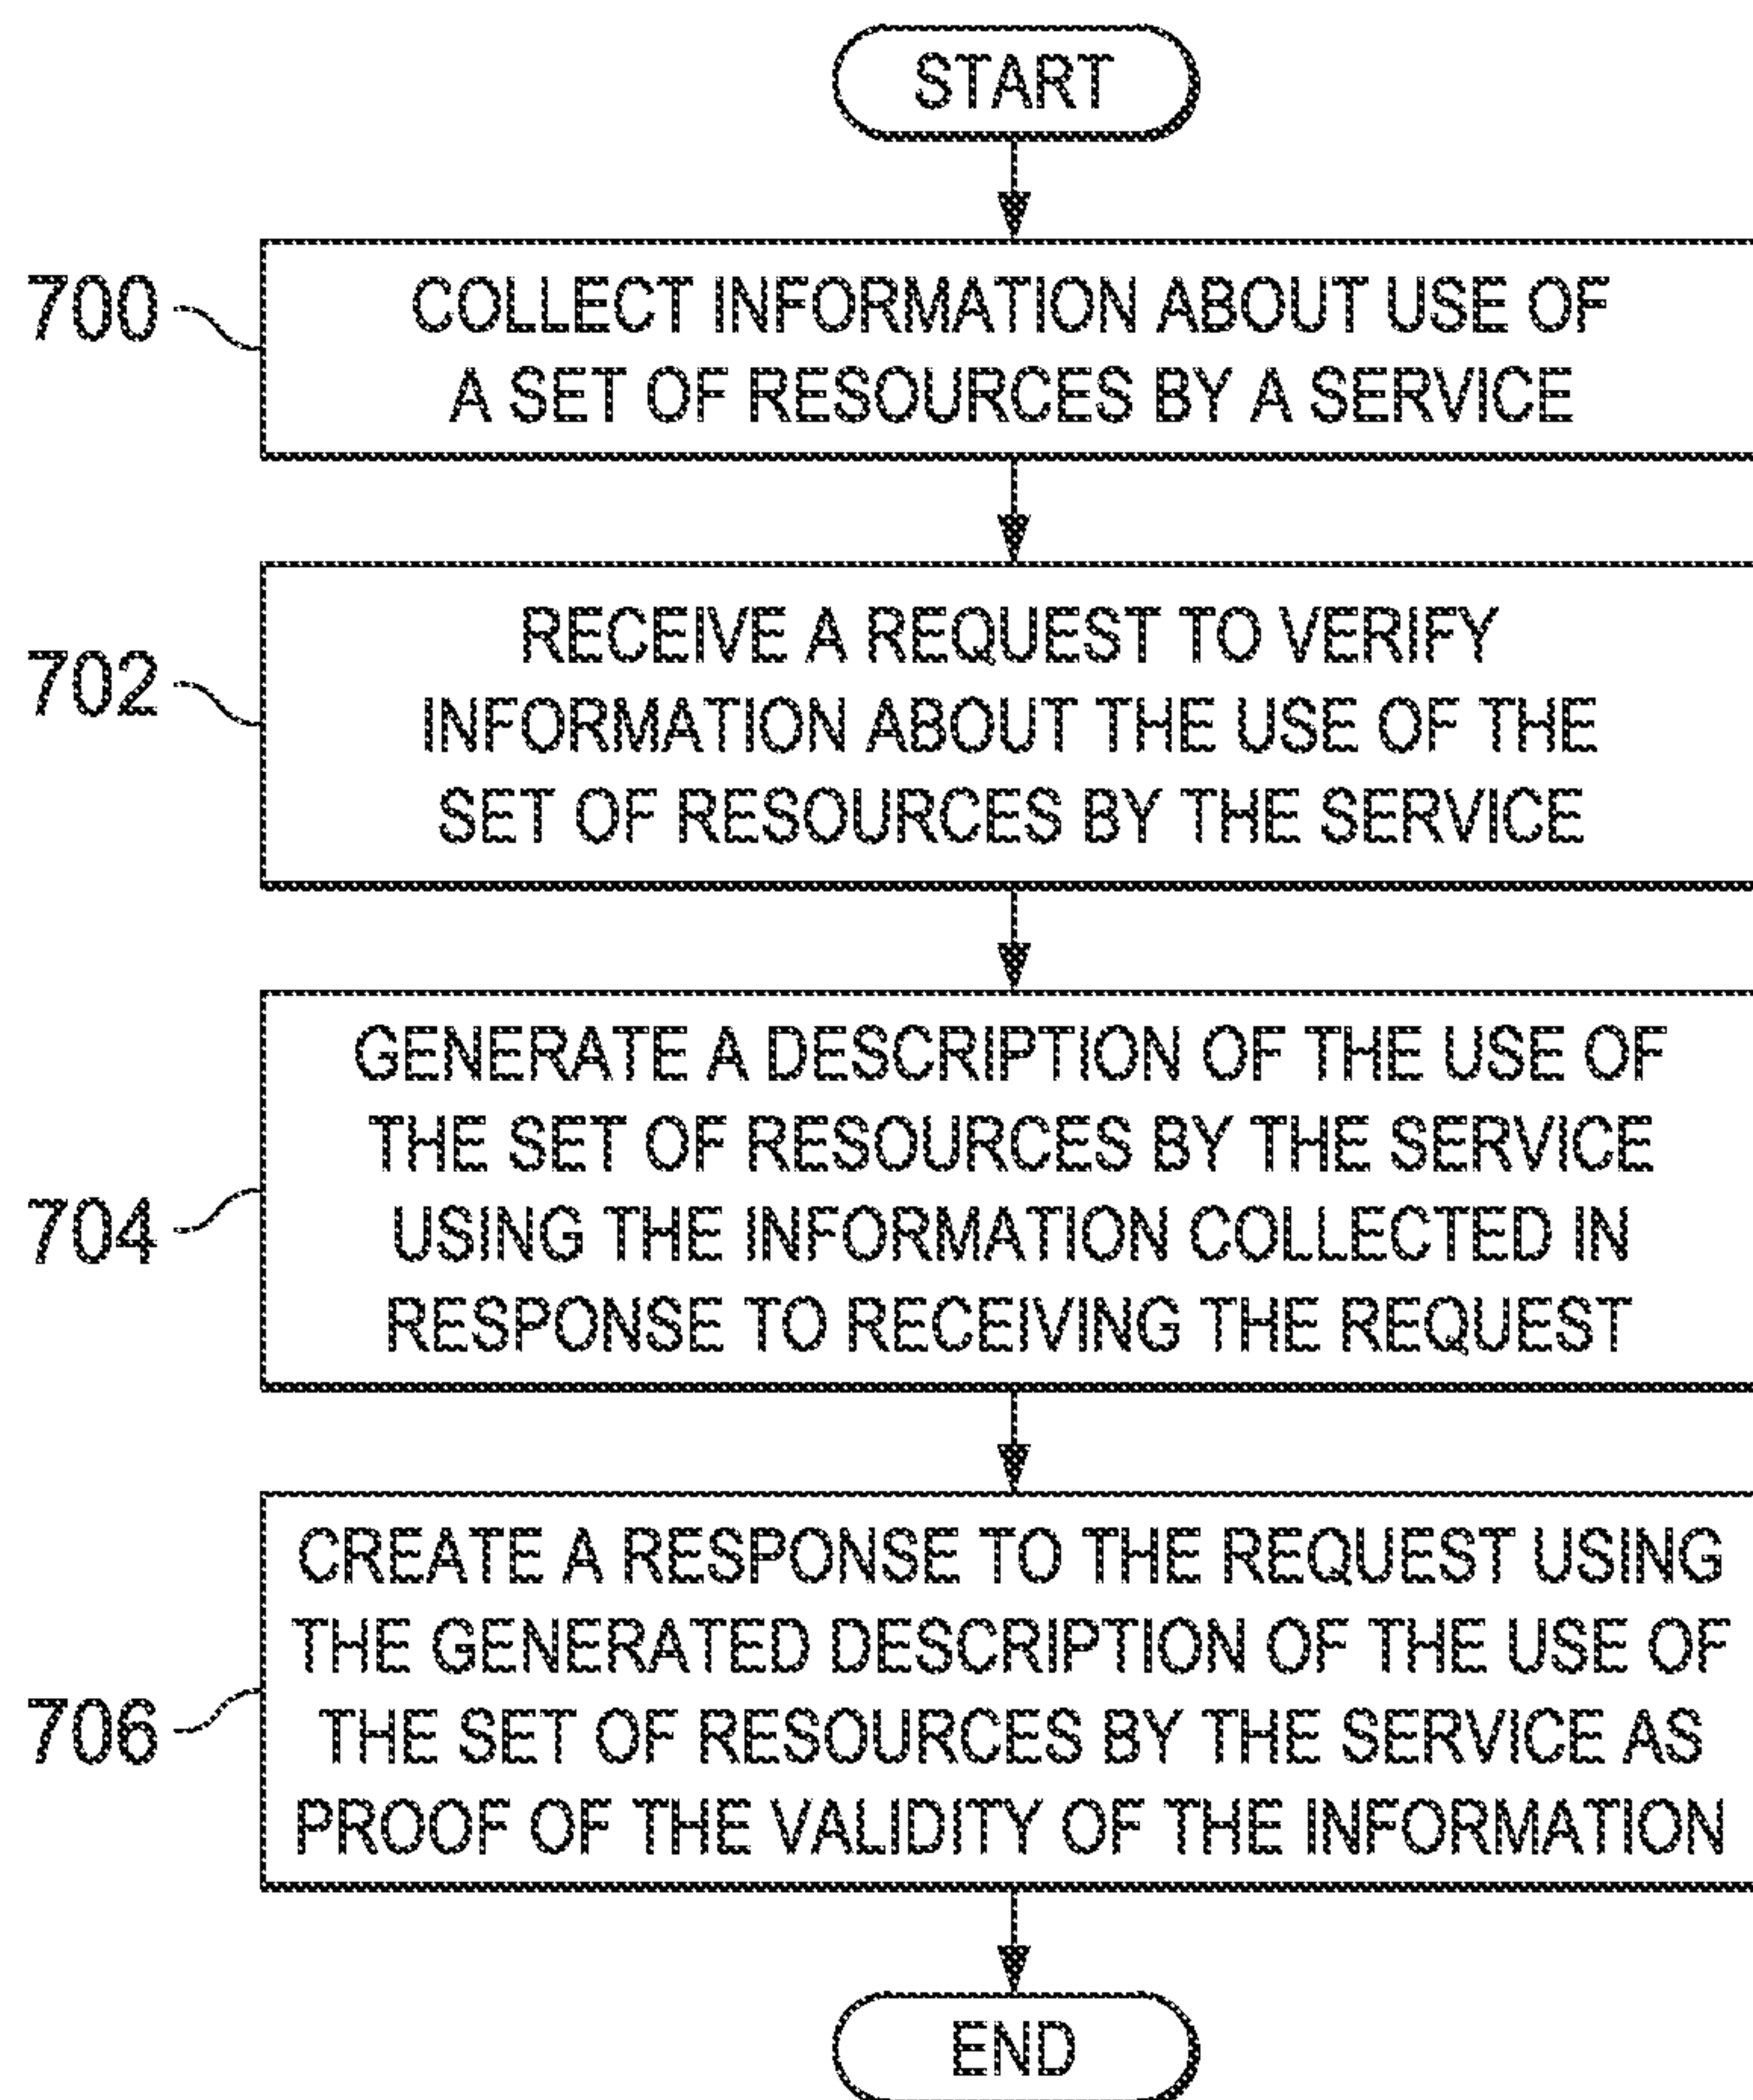 START
700
COLLECT INFORMATION ABOUT USE OF
A SET OF RESOURCES BY A SERVICE
702
RECEIVE A REQUEST TO VERIFY
INFORMATION ABOUT THE USE OF THE
SET OF RESOURCES BY THE SERVICE
704
GENERATE A DESCRIPTION OF THE USE OF
THE SET OF RESOURCES BY THE SERVICE
USING THE INFORMATION COLLECTED IN
RESPONSE TO RECEIVING THE REQUEST
706
CREATE A RESPONSE TO THE REQUEST USING
THE GENERATED DESCRIPTION OF THE USE OF
THE SET OF RESOURCES BY THE SERVICE AS
PROOF OF THE VALIDITY OF THE INFORMATION
END